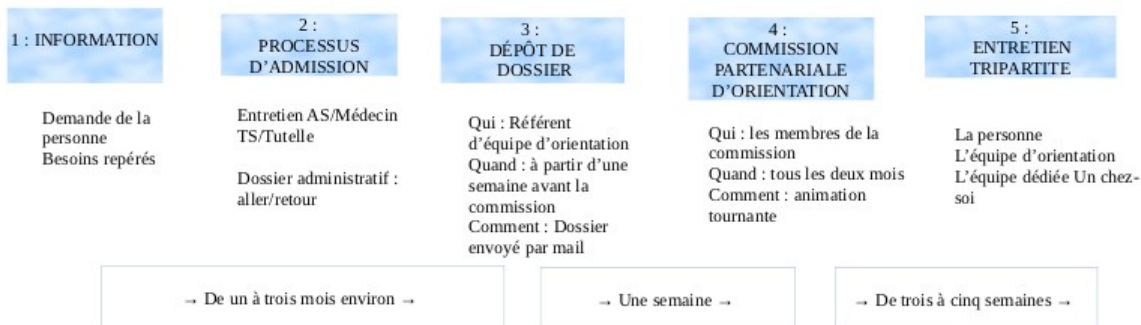 1 : INFORMATION
Demande de la
personne
Besoins repérés
2 :
PROCESSUS
D’ADMISSION
Entretien AS/Médecin
TS/Tutelle
Dossier administratif :
aller/retour
3 :
DÉPÔT DE
DOSSIER
Qui : Référent
d’équipe d’orientation
Quand : à partir d’une
semaine avant la
commission
Comment : Dossier
envoyé par mail
4 :
COMMISSION
PARTENARIALE
D’ORIENTATION
Qui : les membres de la
commission
Quand : tous les deux mois
Comment : animation
tournante
5 :
ENTRETIEN
TRIPARTITE
La personne
L’équipe d’orientation
L’équipe dédiée Un chez-
soi
→ De un à trois mois environ →
→ Une semaine →
→ De trois à cinq semaines →